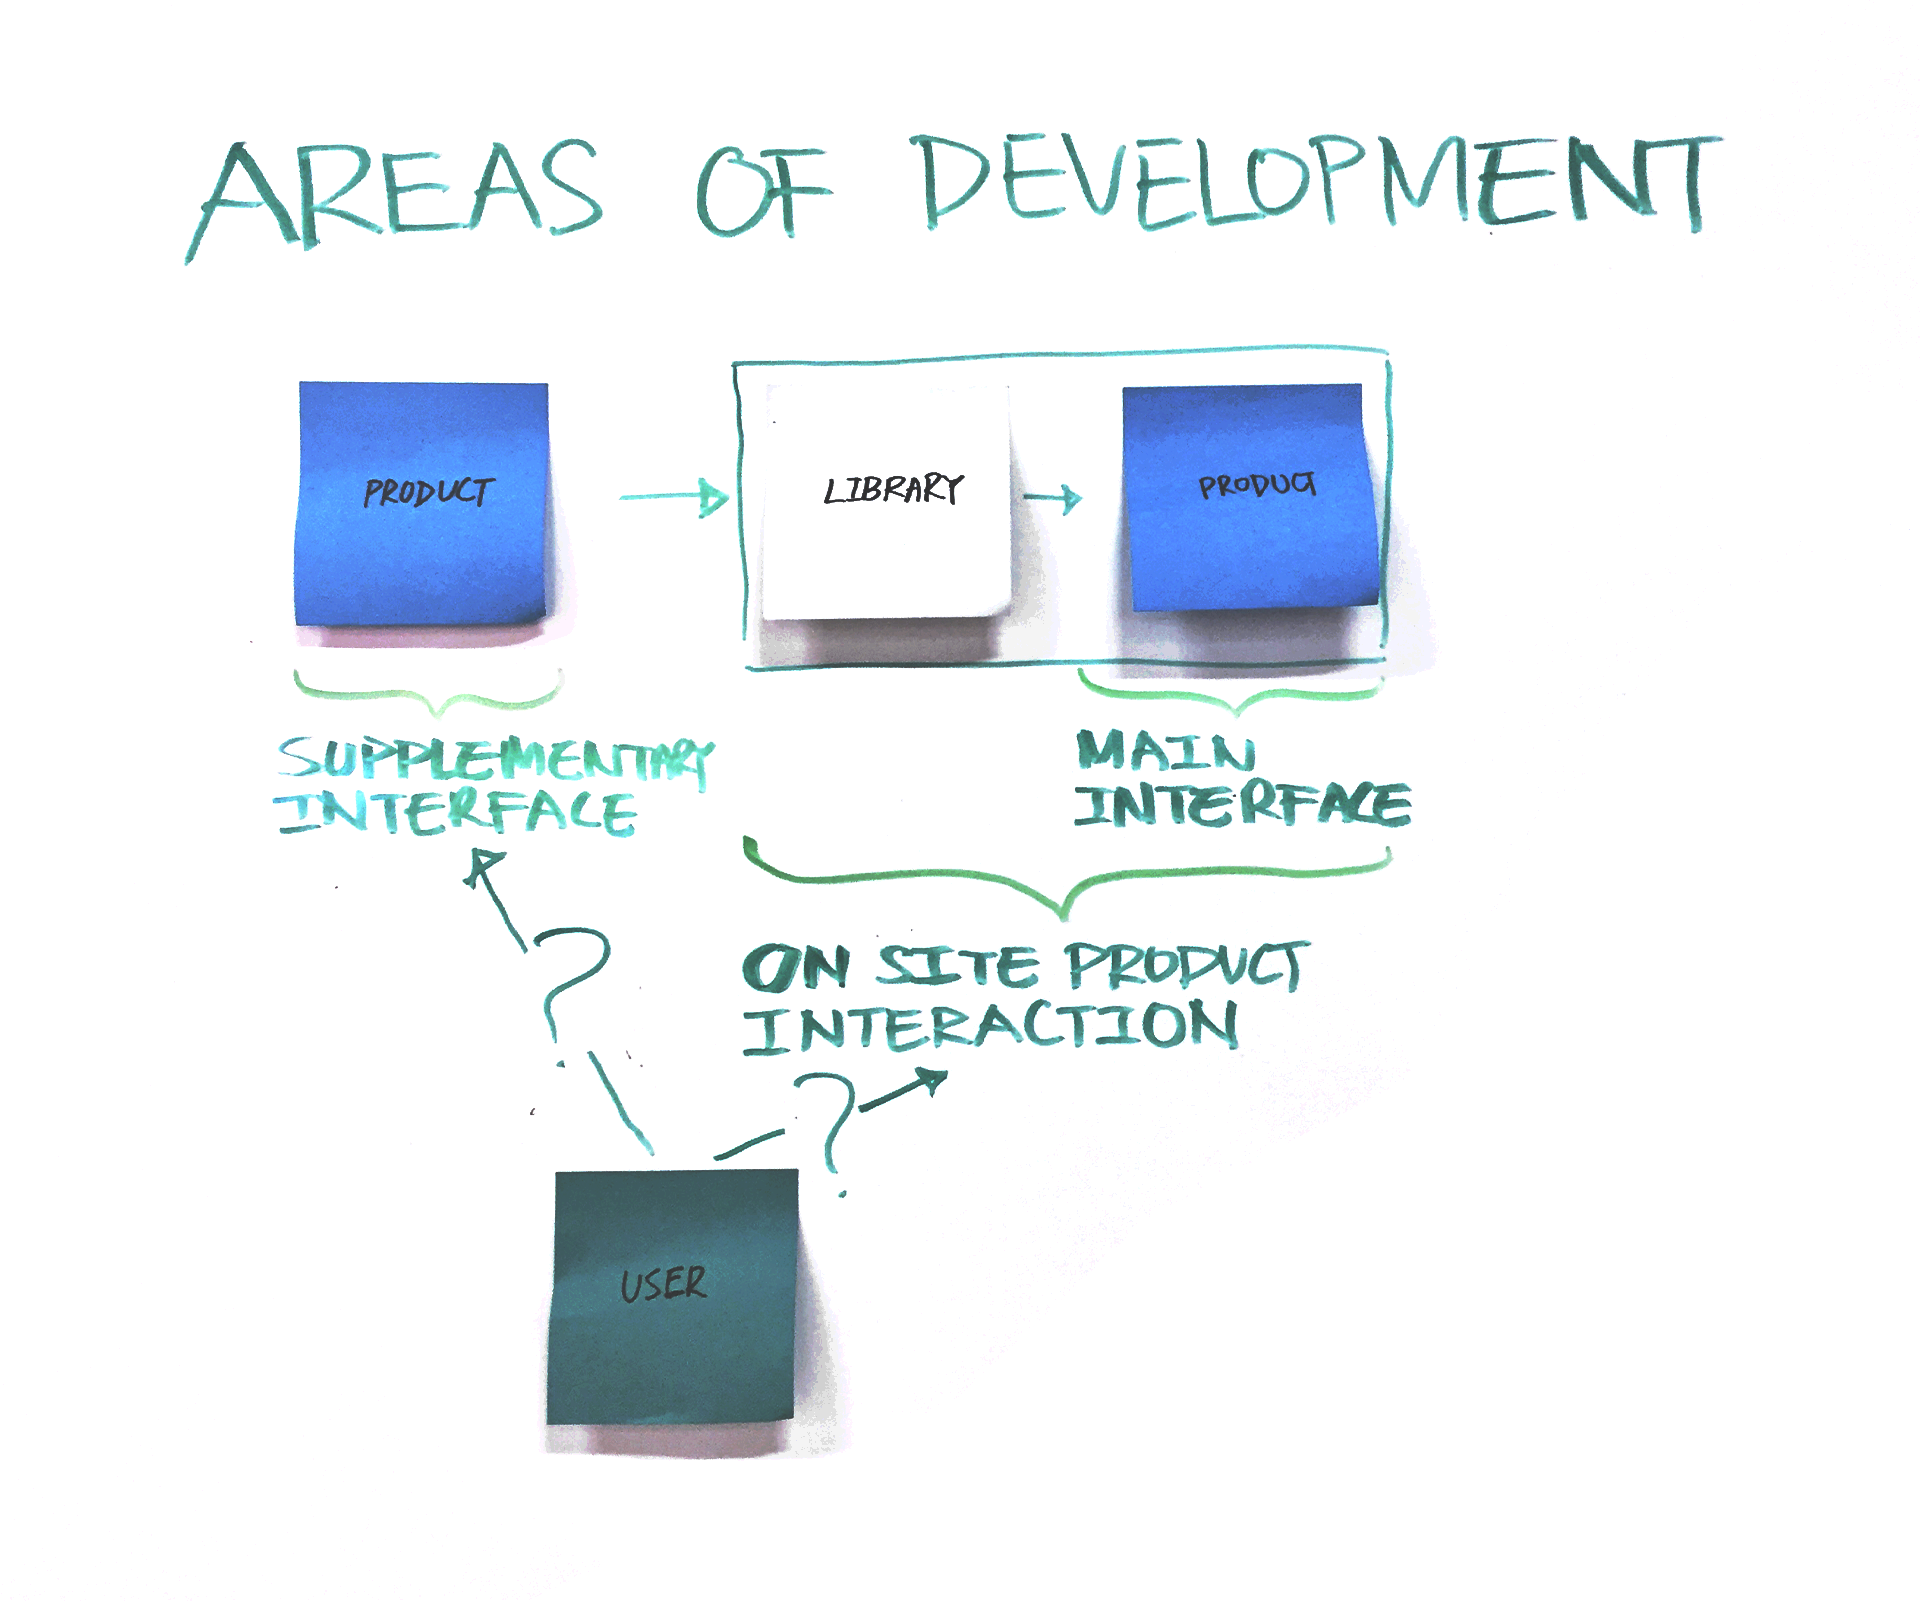 AREAS OF DEVELOPMENT
PRODUCT
LIBRARY
PRODUCT
SUPPLEMENTARY
INTERFACE
MAIN
INTERFACE
?
ON SITE PRODUCT
INTERACTION
?
USER